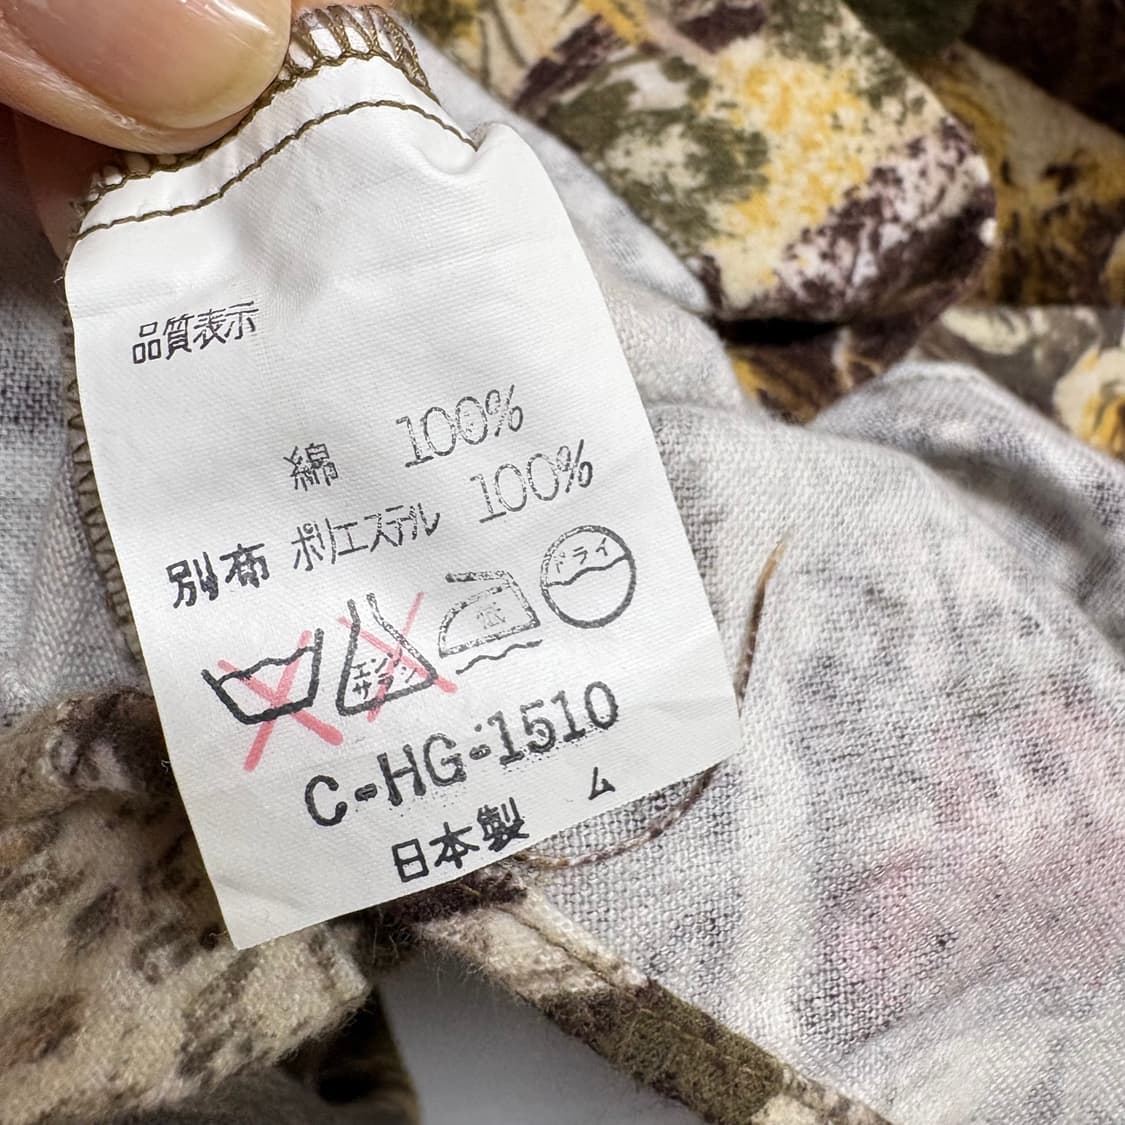 品質表示
綿 100%
別布 ポリエステル 100%
エンソサラシ 低 ドライ
C-HG-1510
ム
日本製